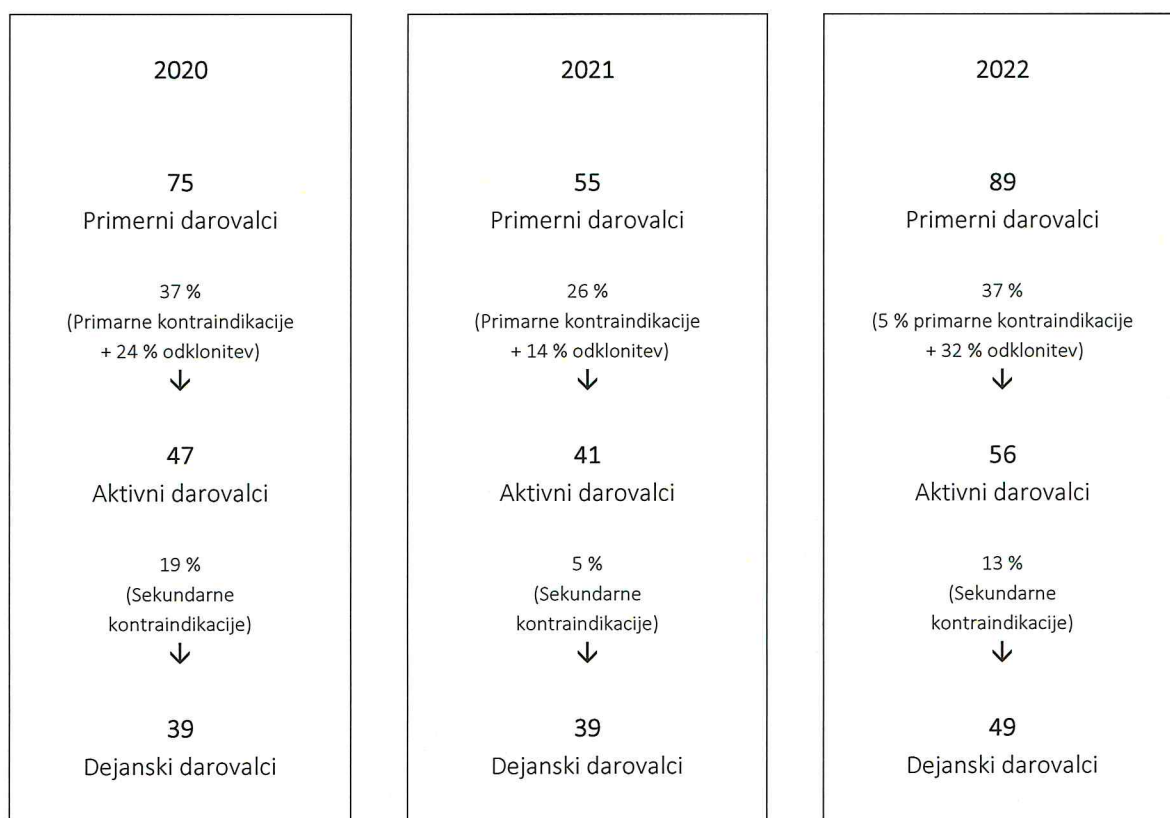 2020
75
Primerni darovalci
37 %
(Primarne kontraindikacije
+ 24 % odklonitev)
↓
47
Aktivni darovalci
19 %
(Sekundarne
kontraindikacije)
↓
39
Dejanski darovalci
2021
55
Primerni darovalci
26 %
(Primarne kontraindikacije
+ 14 % odklonitev)
↓
41
Aktivni darovalci
5 %
(Sekundarne
kontraindikacije)
↓
39
Dejanski darovalci
2022
89
Primerni darovalci
37 %
(5 % primarne kontraindikacije
+ 32 % odklonitev)
↓
56
Aktivni darovalci
13 %
(Sekundarne
kontraindikacije)
↓
49
Dejanski darovalci